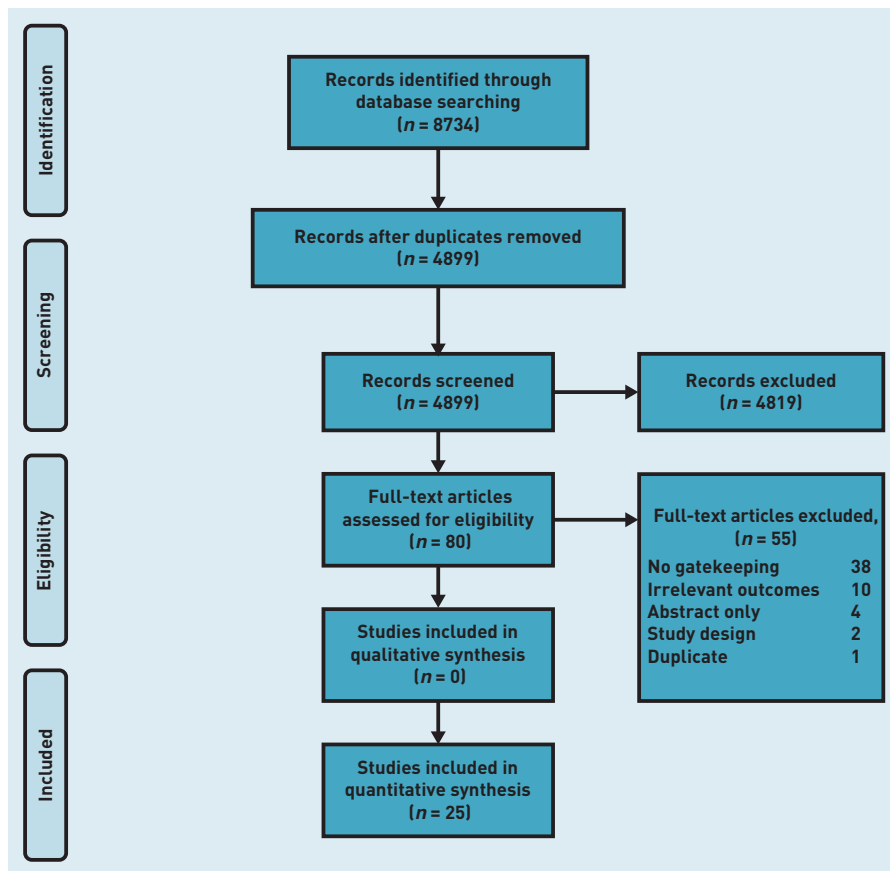 Identification
Records identified through
database searching
(n = 8734)
Records after duplicates removed
(n = 4899)
Screening
Records screened
(n = 4899)
Records excluded
(n = 4819)
Eligibility
Full-text articles
assessed for eligibility
(n = 80)
Full-text articles excluded,
(n = 55)
No gatekeeping 38
Irrelevant outcomes 10
Abstract only 4
Study design 2
Duplicate 1
Studies included in
qualitative synthesis
(n = 0)
Included
Studies included in
quantitative synthesis
(n = 25)